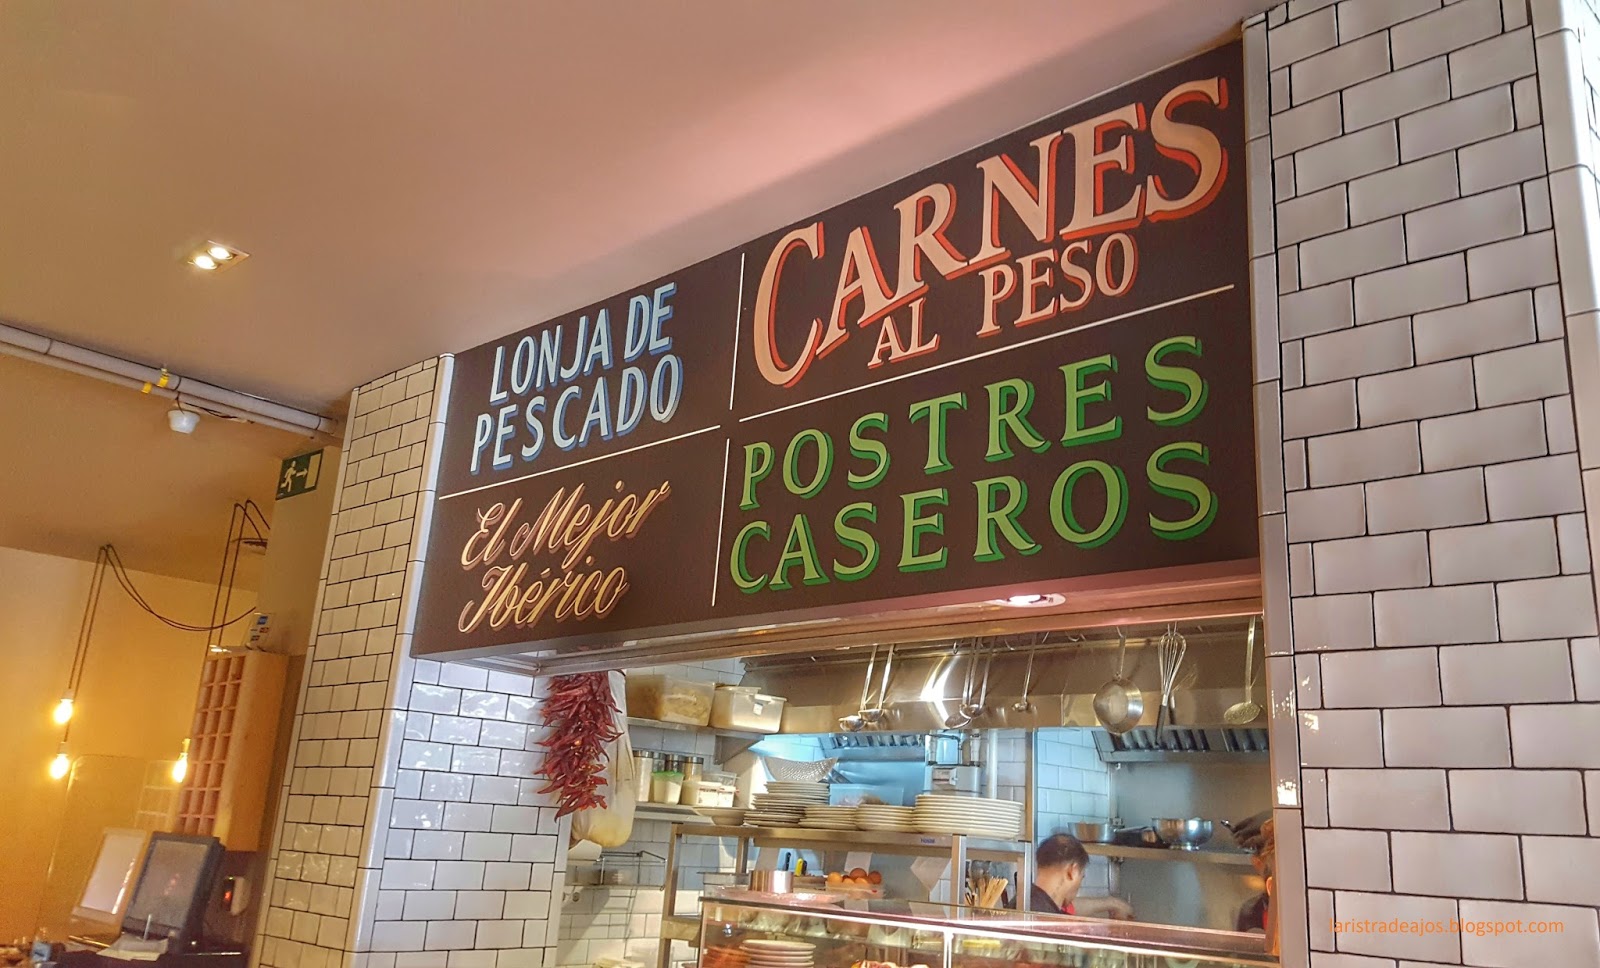 LONJA DE
PESCADO
CARNES
AL PESO
El Mejor
Ibérico
POSTRES
CASEROS
laristradeajos.blogspot.com